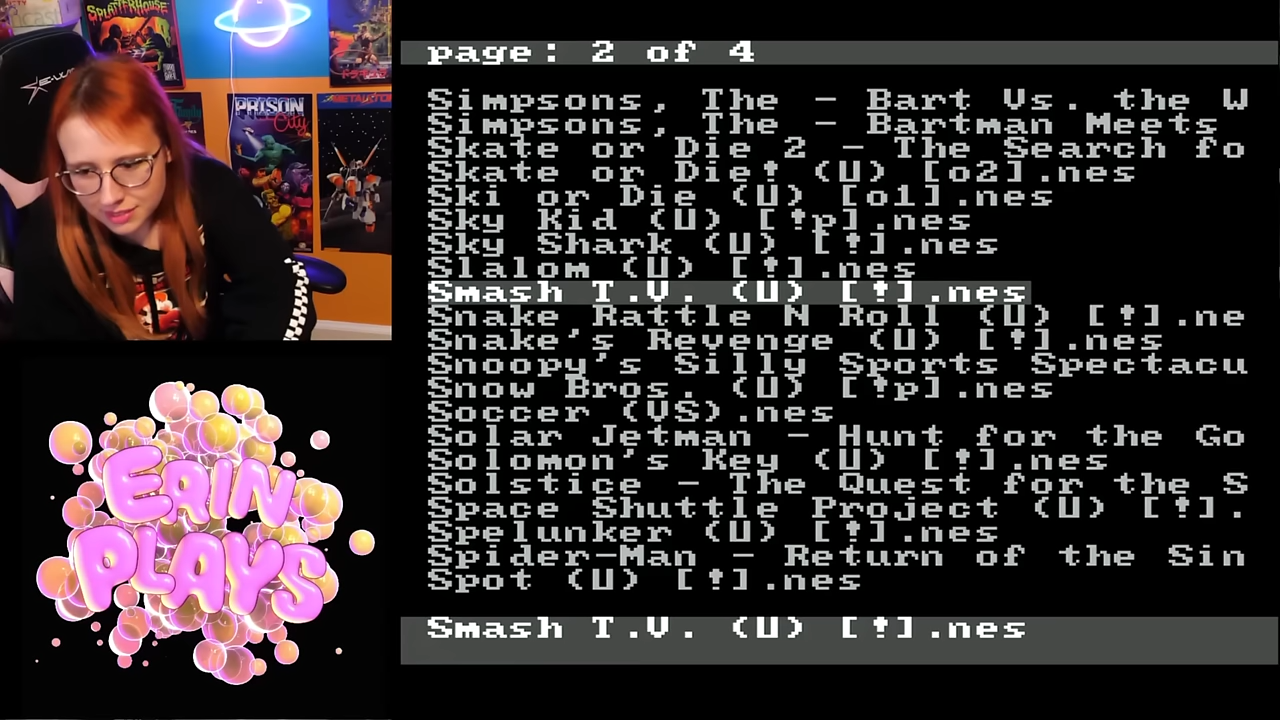 SPLATTERHOUSE
PRISON
City
page: 2 of 4
Simpsons, The - Bart Vs. the W
Simpsons, The - Bartman Meets
Skate or Die 2 - The Search fo
Skate or Die! (U) [o2].nes
Ski or Die (U) [o1].nes
Sky Kid (U) [!p].nes
Sky Shark (U) [!].nes
Slalom (U) [!].nes
Smash T.V. (U) [!].nes
Snake Rattle N Roll (U) [!].ne
Snake's Revenge (U) [!].nes
Snoopy's Silly Sports Spectacu
Snow Bros. (U) [!p].nes
Soccer (VS).nes
Solar Jetman - Hunt for the Go
Solomon's Key (U) [!].nes
Solstice - The Quest for the S
Space Shuttle Project (U) [!].
Spelunker (U) [!].nes
Spider-Man - Return of the Sin
Spot (U) [!].nes
Smash T.V. (U) [!].nes
ERIN
PLAYS